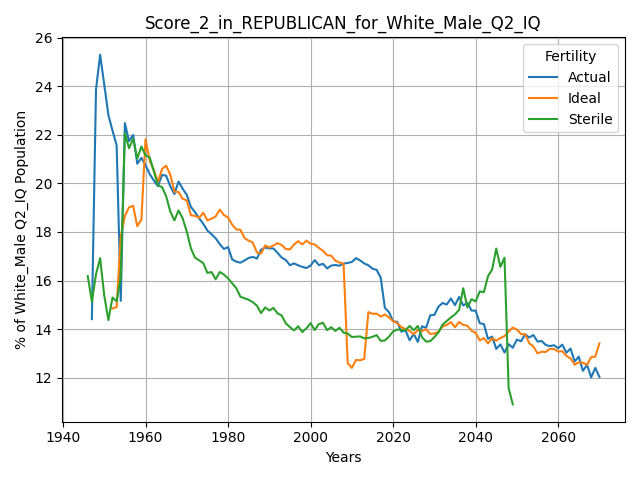 Score_2_in_REPUBLICAN_for_White_Male_Q2_IQ
% of White_Male Q2_IQ Population
26
24
22
20
18
16
14
12
Fertility
Actual
Ideal
Sterile
1940 1960 1980 2000 2020 2040 2060
Years